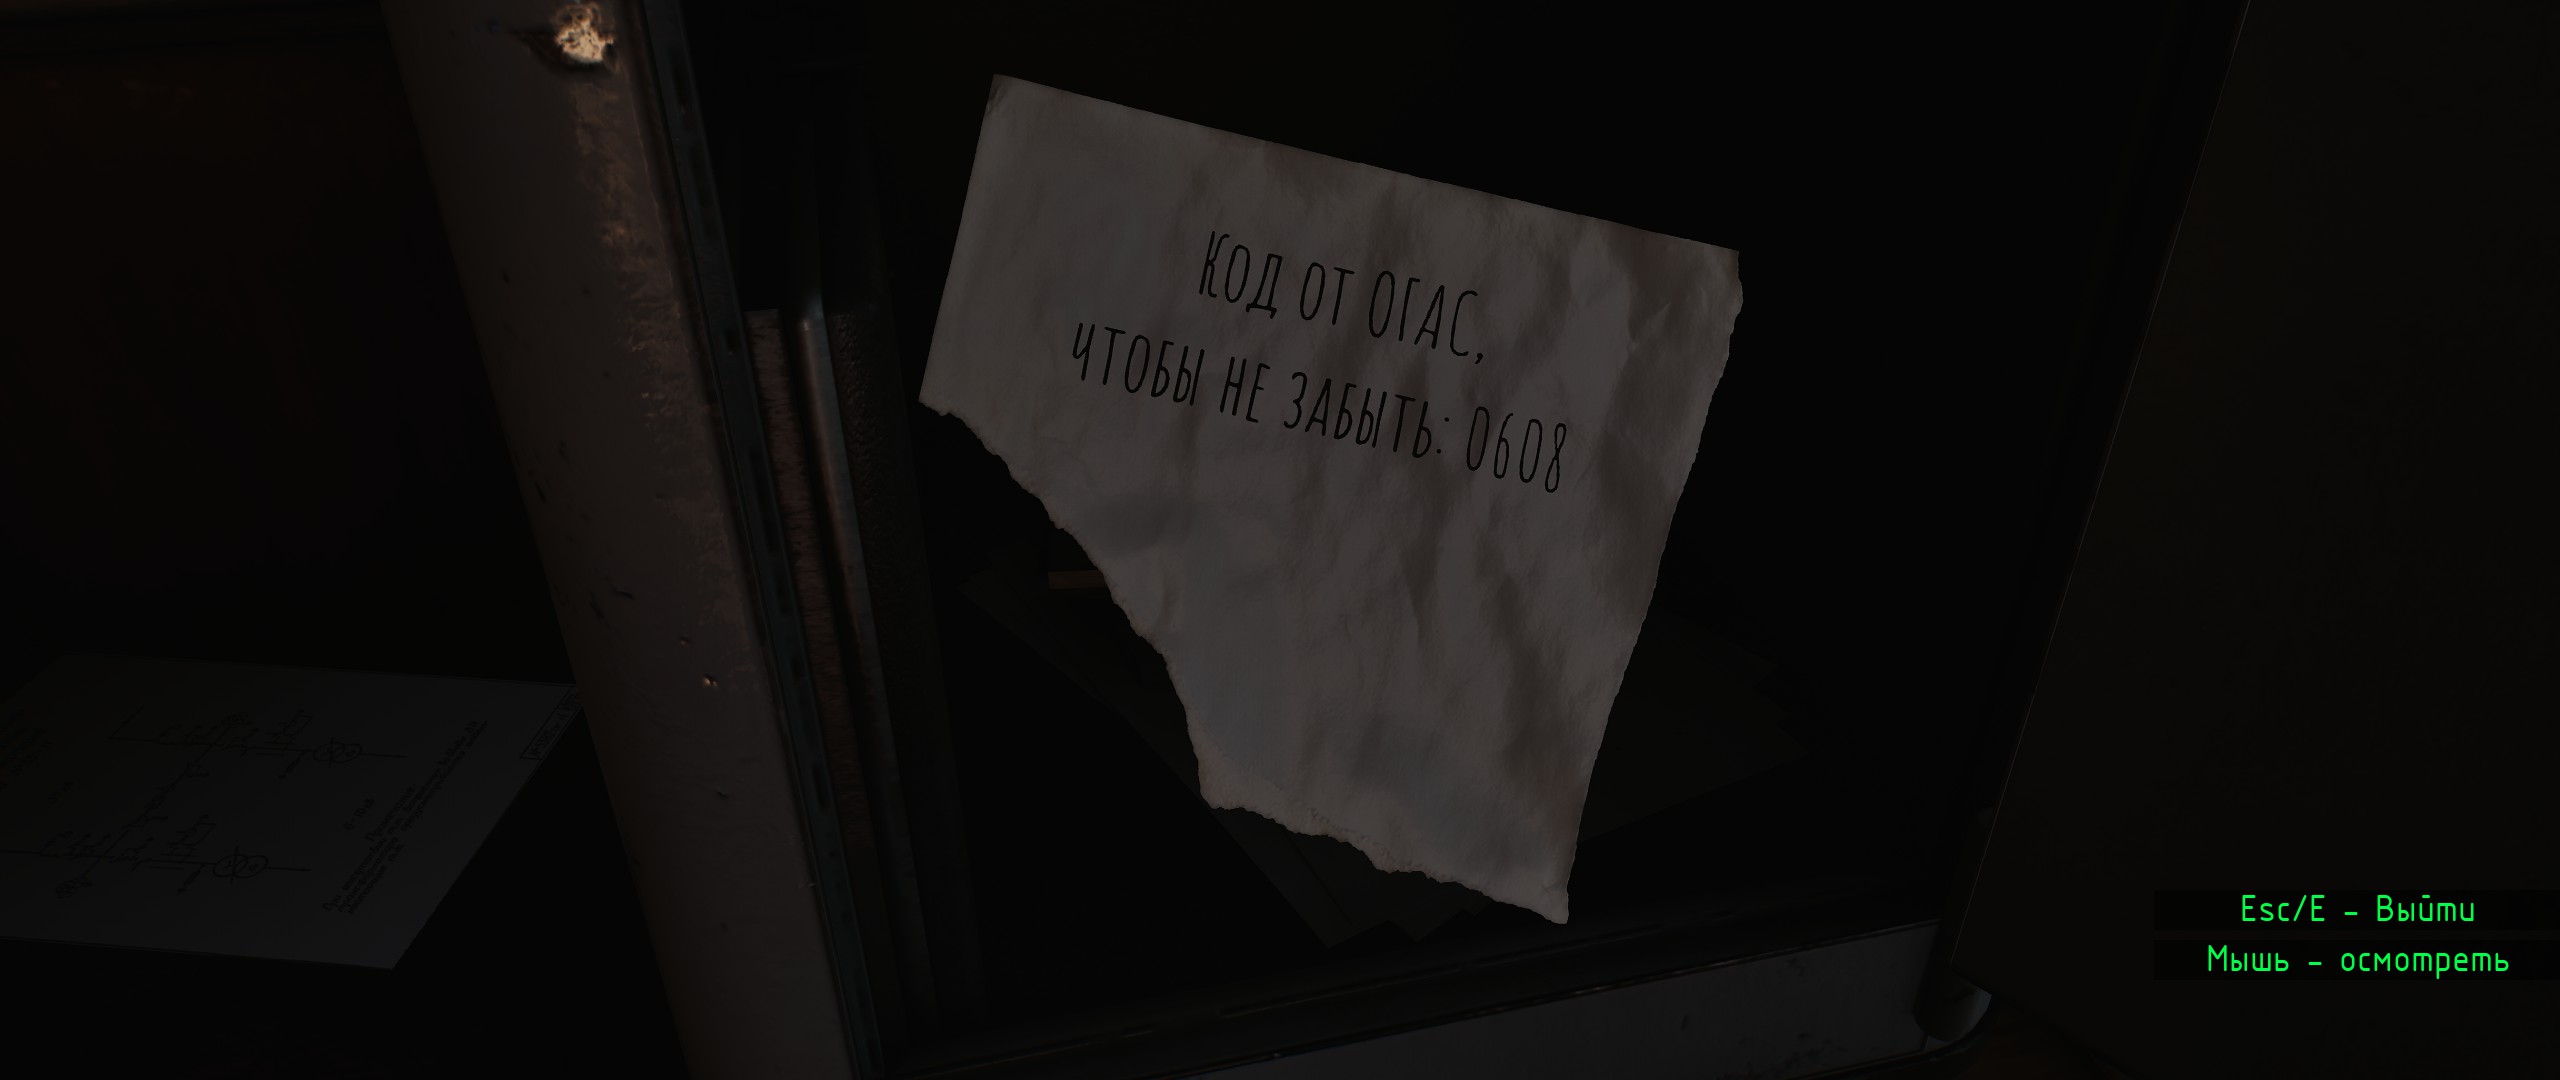 КОД ОТ ОГАС,
ЧТОБЫ НЕ ЗАБЫТЬ: 0608
Esc/E - Выйти
Мышь - осмотреть